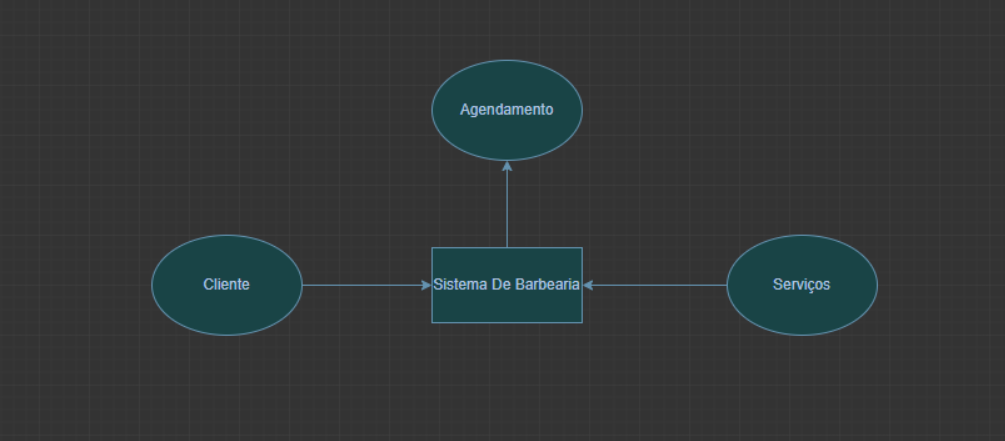 Agendamento
Cliente
Sistema De Barbearia
Serviços